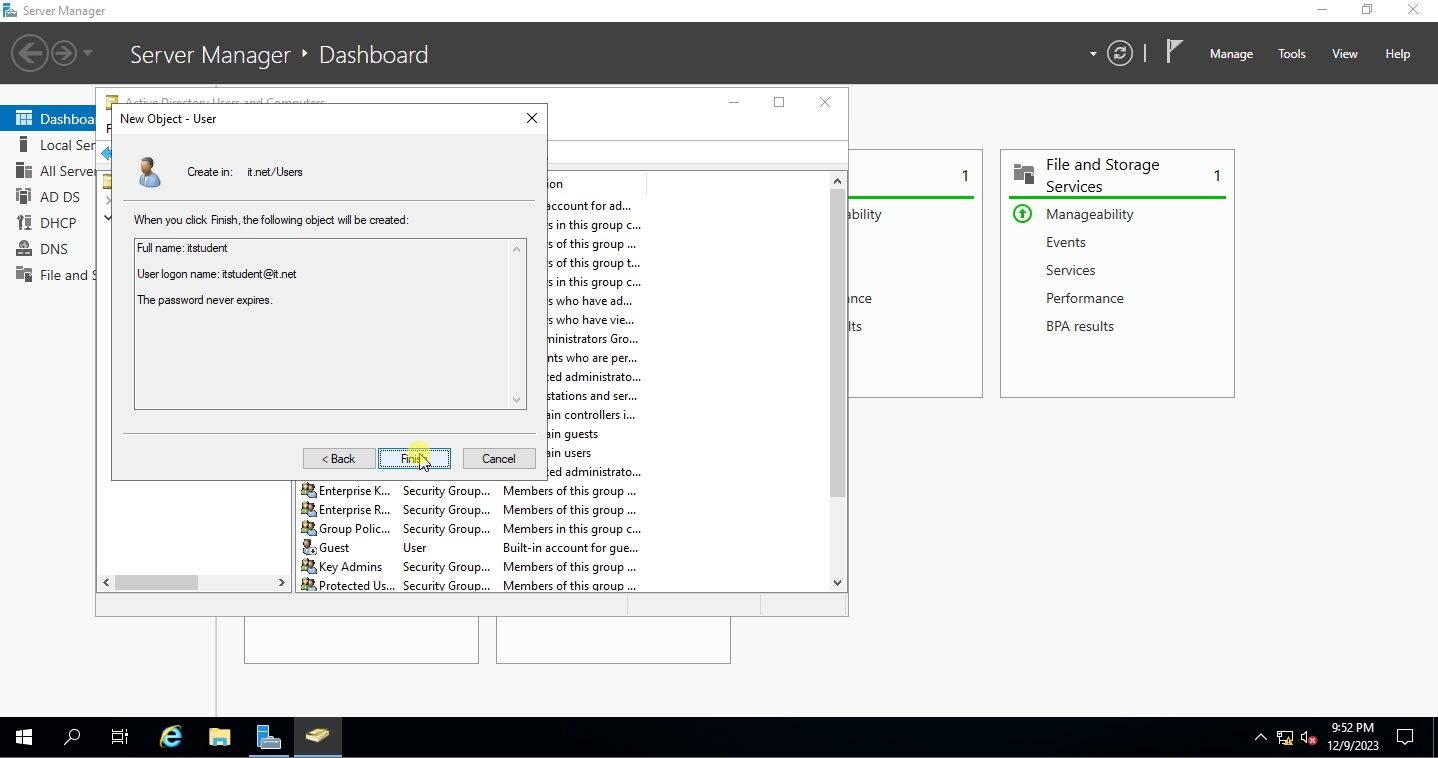 Server Manager
Server Manager ‣ Dashboard
Manage
Tools
View
Help
Dashboa
Local Ser
All Server
AD DS
DHCP
DNS
File and S
Active Directory Users and Computers
New Object - User
Create in: it.net/Users
When you click Finish, the following object will be created:
Full name: itstudent
User logon name: itstudent@it.net
The password never expires.
< Back
Cancel
ion
account for ad...
s in this group c...
s of this group ...
s of this group t...
s in this group c...
s who have ad...
s who have vie...
ministrators Gro...
nts who are per...
ed administrato...
stations and ser...
ain controllers i...
ain guests
ain users
ed administrato...
Enterprise K... Security Group... Members of this group ...
Enterprise R... Security Group... Members of this group ...
Group Polic... Security Group... Members in this group c...
Guest User Built-in account for gue...
Key Admins Security Group... Members of this group ...
Protected Us... Security Group... Members of this group ...
1
ability
nce
lts
File and Storage
Services
1
Manageability
Events
Services
Performance
BPA results
9:52 PM
12/9/2023